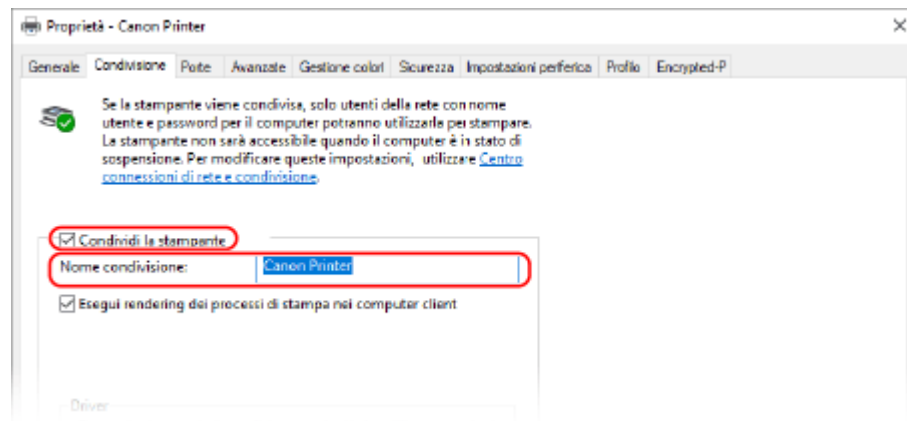 Proprietà - Canon Printer
Generale Condivisione Porte Avanzate Gestione colori Sicurezza Impostazioni periferica Profilo Encrypted-P
Se la stampante viene condivisa, solo utenti della rete con nome
utente e password per il computer potranno utilizzarla per stampare.
La stampante non sarà accessibile quando il computer è in stato di
sospensione. Per modificare queste impostazioni, utilizzare Centro
connessioni di rete e condivisione.
Condividi la stampante
Nome condivisione: Canon Printer
Esegui rendering dei processi di stampa nei computer client
Driver